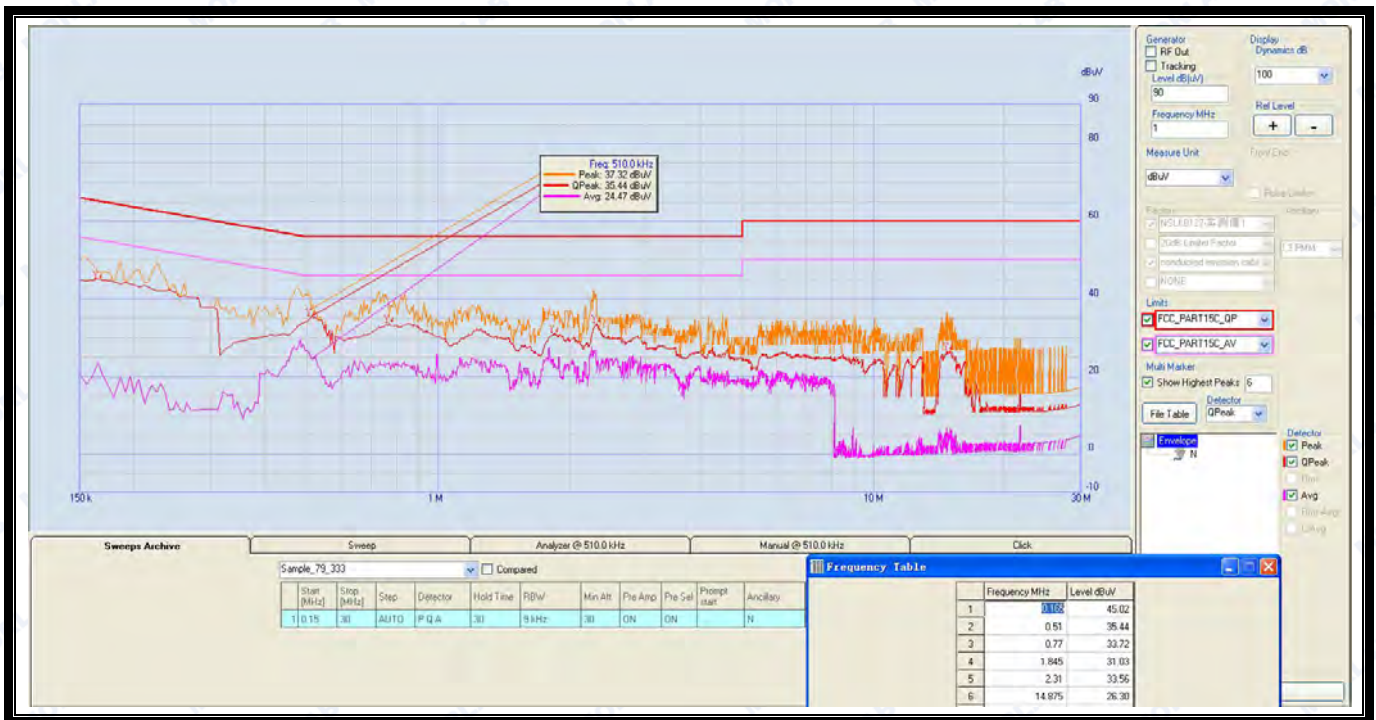 Generator
RF Out
Tracking
Level dB(uV)
90
Frequency MHz
1
Display
Dynamics dB
100
Rel Level
+ -
Measure Unit
dBuV
20dB Limiter Factor
NONE
Limits
FCC_PART15C_QP
FCC_PART15C_AV
Multi Marker
Show Highest Peaks 6
File Table
Detector
QPeak
Envelope
N
Detector
Peak
QPeak
Avg
dBuV
90
80
60
40
20
0
-10
150 k 1 M 10 M 30 M
Freq: 510.0 kHz
Peak: 37.32 dBuV
QPeak: 35.44 dBuV
Avg: 24.47 dBuV
Sweeps Archive Sweep Analyzer @ 510.0 kHz Manual @ 510.0 kHz Click
Sample_79_333 Compared
Start [MHz] Stop [MHz] Step Detector Hold Time RBW Min Att Pre Amp Pre Sel Prompt start Ancillary
1 0.15 30 AUTO P Q A 30 9 kHz 30 ON ON N
Frequency Table
Frequency MHz Level dBuV
1 0.165 45.02
2 0.51 35.44
3 0.77 33.72
4 1.845 31.03
5 2.31 33.56
6 14.875 26.30